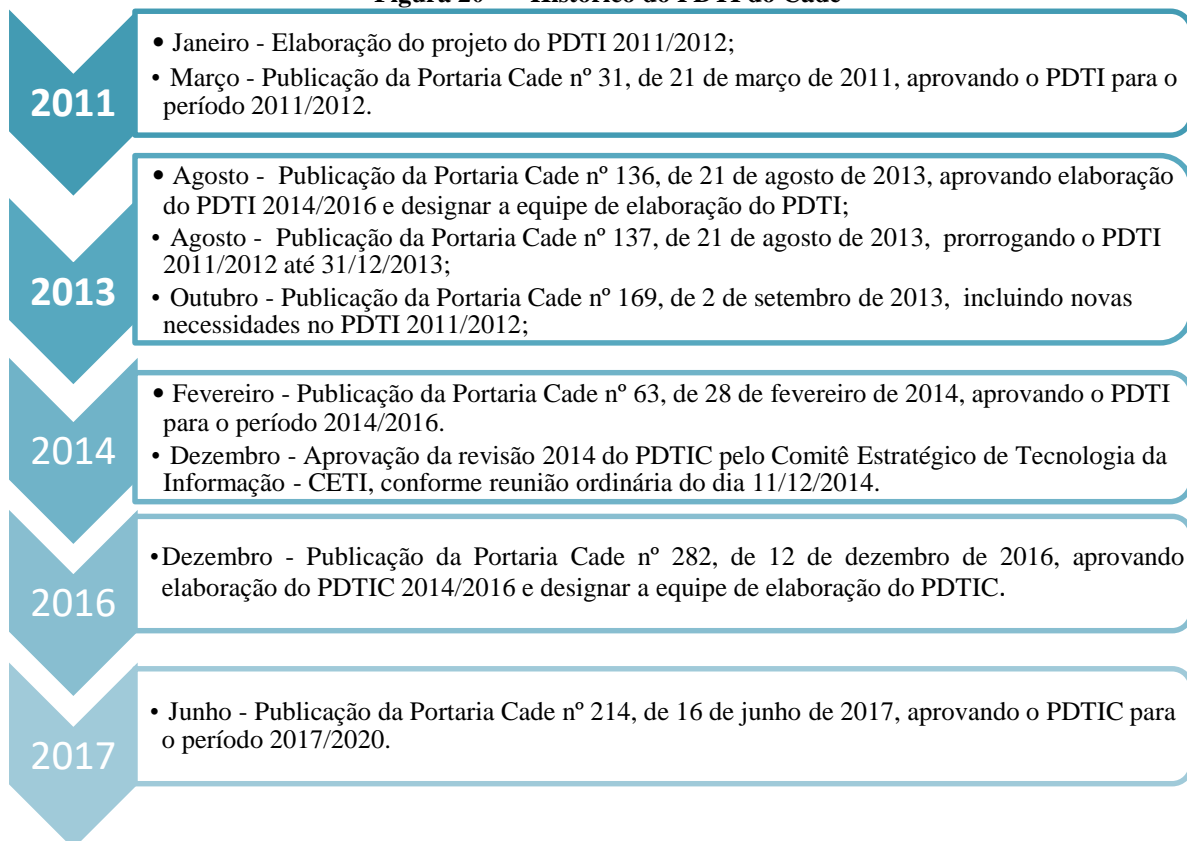 Figura 20 Histórico do PDTI do Cade
2011
• Janeiro - Elaboração do projeto do PDTI 2011/2012;
• Março - Publicação da Portaria Cade nº 31, de 21 de março de 2011, aprovando o PDTI para o
período 2011/2012.
2013
• Agosto - Publicação da Portaria Cade nº 136, de 21 de agosto de 2013, aprovando elaboração
do PDTI 2014/2016 e designar a equipe de elaboração do PDTI;
• Agosto - Publicação da Portaria Cade nº 137, de 21 de agosto de 2013, prorrogando o PDTI
2011/2012 até 31/12/2013;
• Outubro - Publicação da Portaria Cade nº 169, de 2 de setembro de 2013, incluindo novas
necessidades no PDTI 2011/2012;
2014
• Fevereiro - Publicação da Portaria Cade nº 63, de 28 de fevereiro de 2014, aprovando o PDTI
para o período 2014/2016.
• Dezembro - Aprovação da revisão 2014 do PDTIC pelo Comitê Estratégico de Tecnologia da
Informação - CETI, conforme reunião ordinária do dia 11/12/2014.
2016
• Dezembro - Publicação da Portaria Cade nº 282, de 12 de dezembro de 2016, aprovando
elaboração do PDTIC 2014/2016 e designar a equipe de elaboração do PDTIC.
2017
• Junho - Publicação da Portaria Cade nº 214, de 16 de junho de 2017, aprovando o PDTIC para
o período 2017/2020.